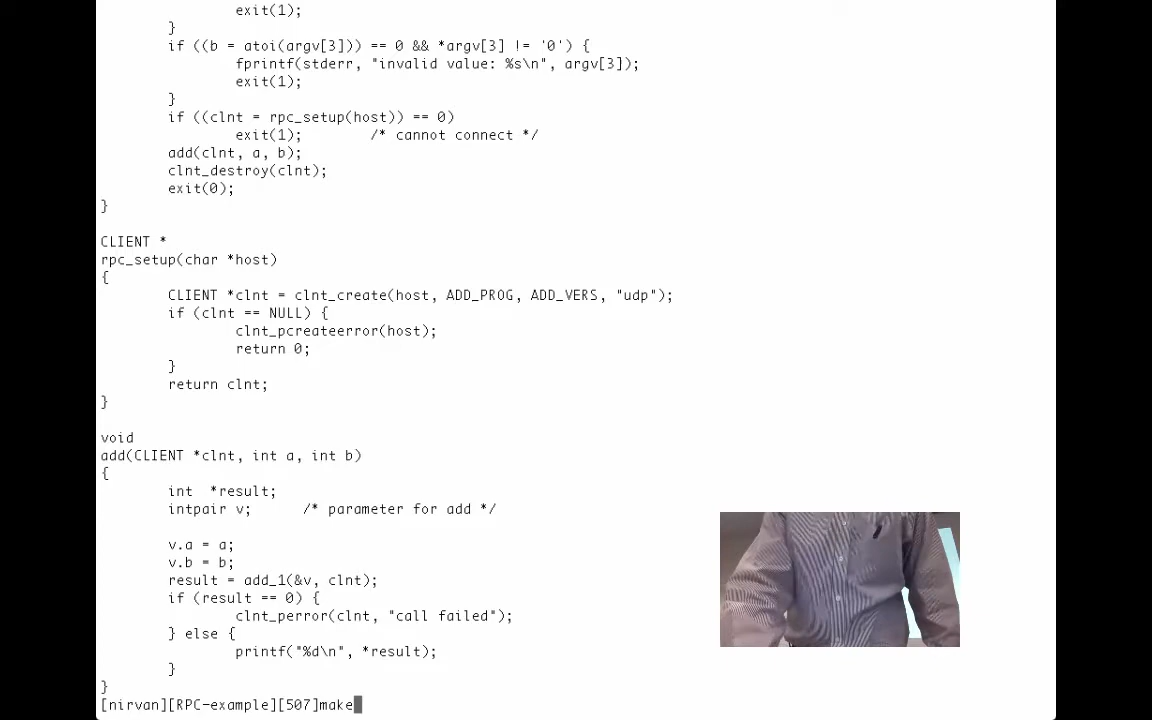 exit(1);
}
if ((b = atoi(argv[3])) == 0 && *argv[3] != '0') {
fprintf(stderr, "invalid value: %s\n", argv[3]);
exit(1);
}
if ((clnt = rpc_setup(host)) == 0)
exit(1); /* cannot connect */
add(clnt, a, b);
clnt_destroy(clnt);
exit(0);
}
CLIENT *
rpc_setup(char *host)
{
CLIENT *clnt = clnt_create(host, ADD_PROG, ADD_VERS, "udp");
if (clnt == NULL) {
clnt_pcreateerror(host);
return 0;
}
return clnt;
}
void
add(CLIENT *clnt, int a, int b)
{
int *result;
intpair v; /* parameter for add */
v.a = a;
v.b = b;
result = add_1(&v, clnt);
if (result == 0) {
clnt_perror(clnt, "call failed");
} else {
printf("%d\n", *result);
}
}
[nirvan][RPC-example][507]make